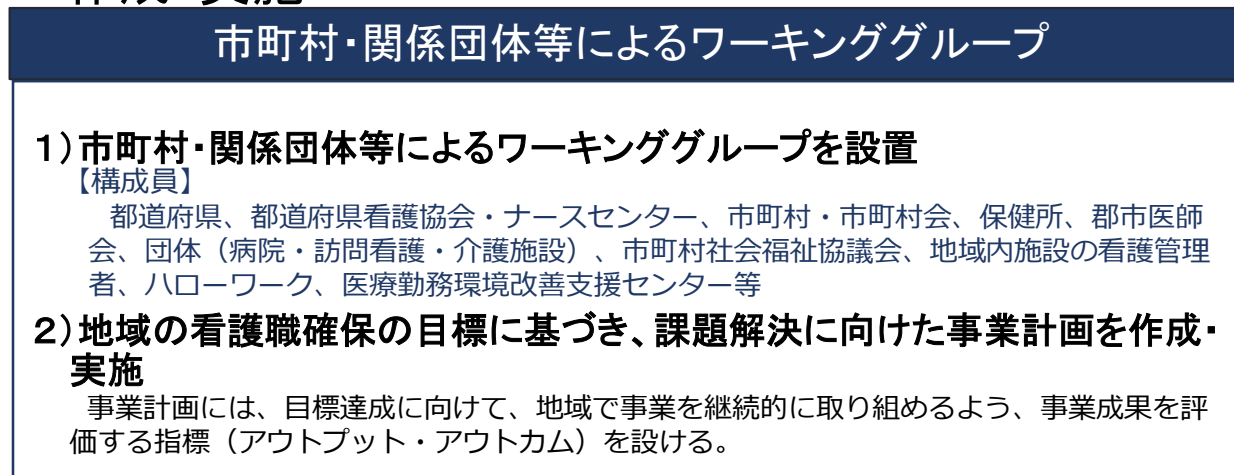 市町村・関係団体等によるワーキンググループ
１）市町村・関係団体等によるワーキンググループを設置
【構成員】
都道府県、都道府県看護協会・ナースセンター、市町村・市町村会、保健所、郡市医師
会、団体（病院・訪問看護・介護施設）、市町村社会福祉協議会、地域内施設の看護管理
者、ハローワーク、医療勤務環境改善支援センター等
２）地域の看護職確保の目標に基づき、課題解決に向けた事業計画を作成・
実施
事業計画には、目標達成に向けて、地域で事業を継続的に取り組めるよう、事業成果を評
価する指標（アウトプット・アウトカム）を設ける。